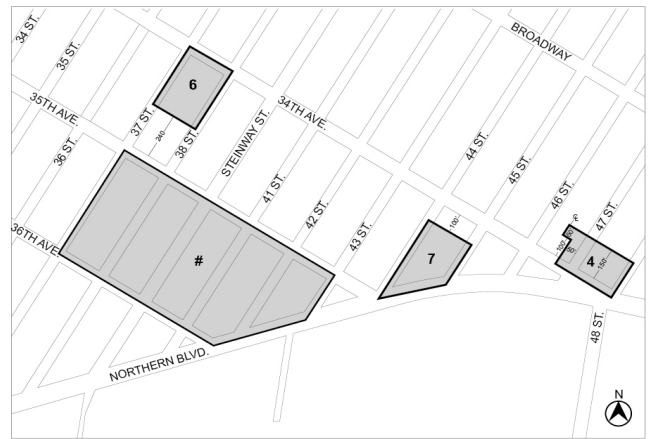 34 ST.
35 ST.
BROADWAY
6
35TH AVE.
37 ST.
240
38 ST.
34TH AVE.
STEINWAY ST.
36 ST.
44 ST.
45 ST.
46 ST.
47 ST.
41 ST.
42 ST.
43 ST.
100'
℄
36TH AVE.
#
7
100'
4
150'
48 ST.
NORTHERN BLVD.
N